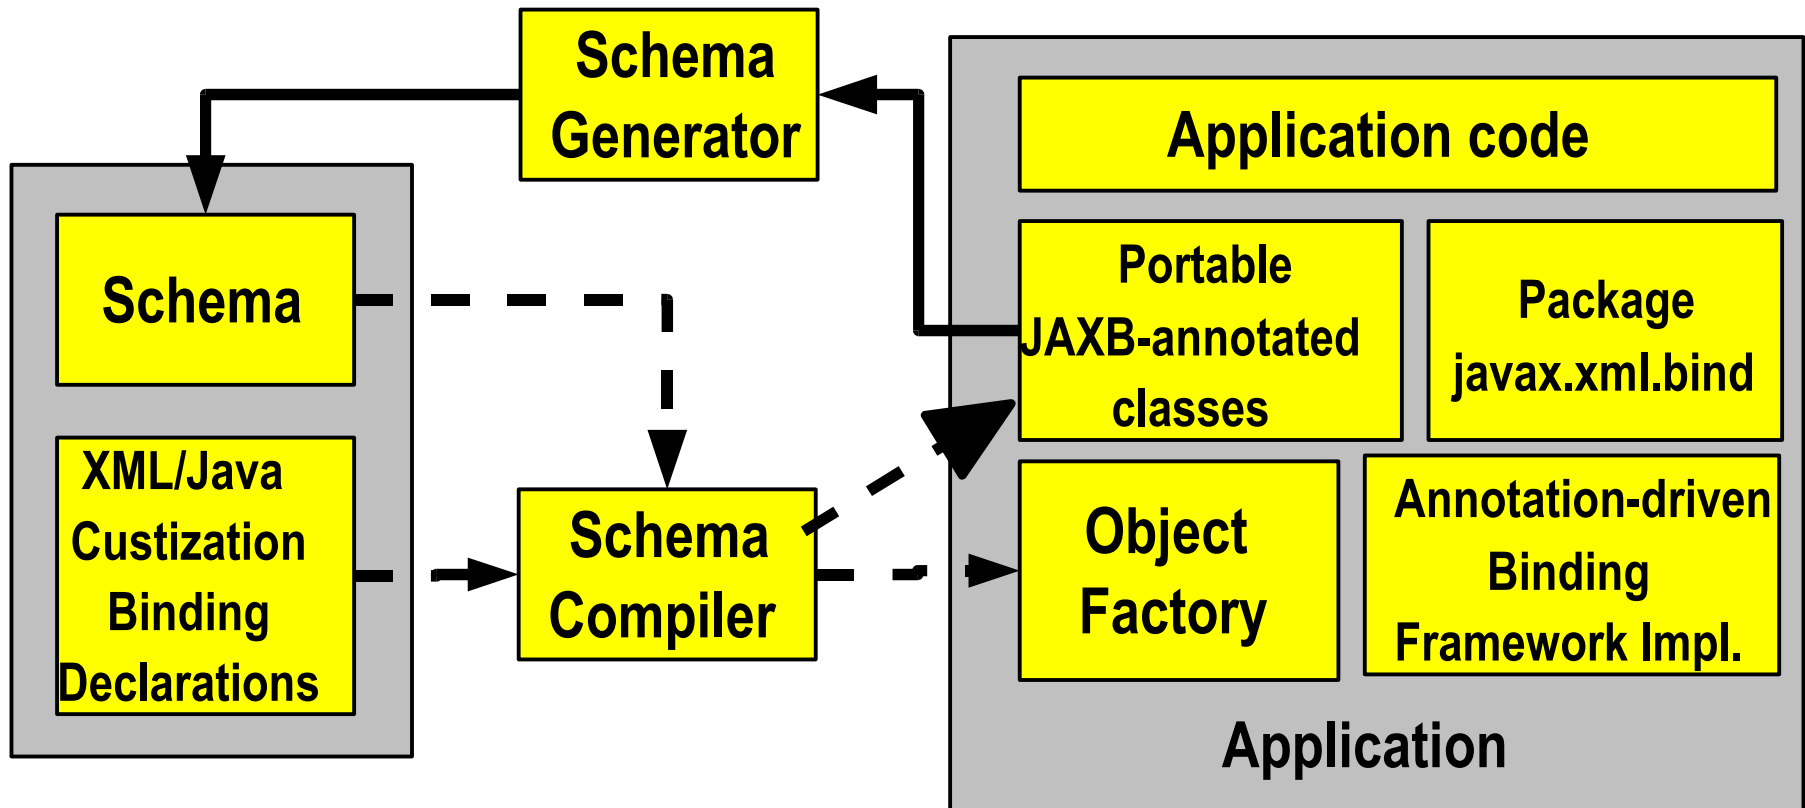 Schema
Generator
Application code
Schema
Portable
JAXB-annotated
classes
Package
javax.xml.bind
XML/Java
Custization
Binding
Declarations
Schema
Compiler
Object
Factory
Annotation-driven
Binding
Framework Impl.
Application